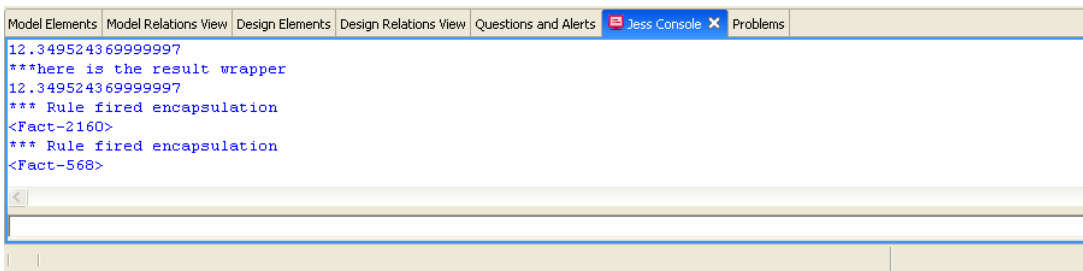 Model Elements Model Relations View Design Elements Design Relations View Questions and Alerts Jess Console Problems
12.349524369999997
***here is the result wrapper
12.349524369999997
*** Rule fired encapsulation
<Fact-2160>
*** Rule fired encapsulation
<Fact-568>